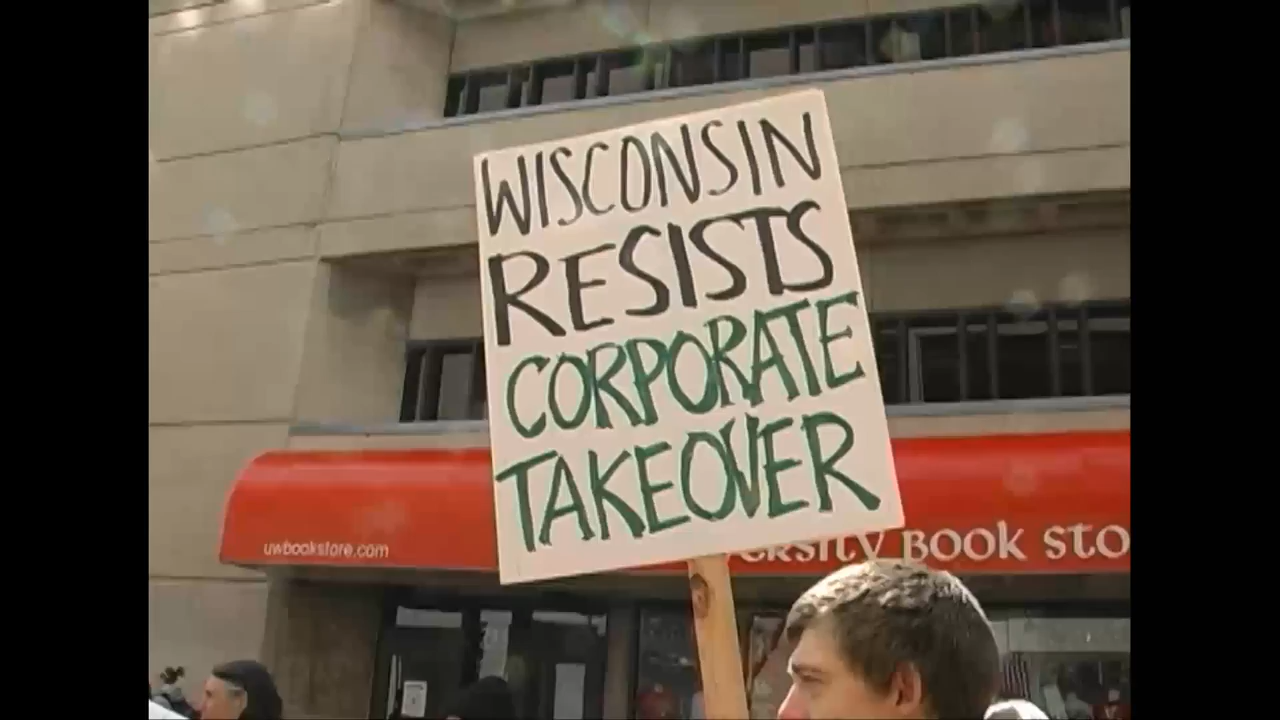 WISCONSIN
RESISTS
CORPORATE
TAKEOVER
uwbookstore.com
BOOK